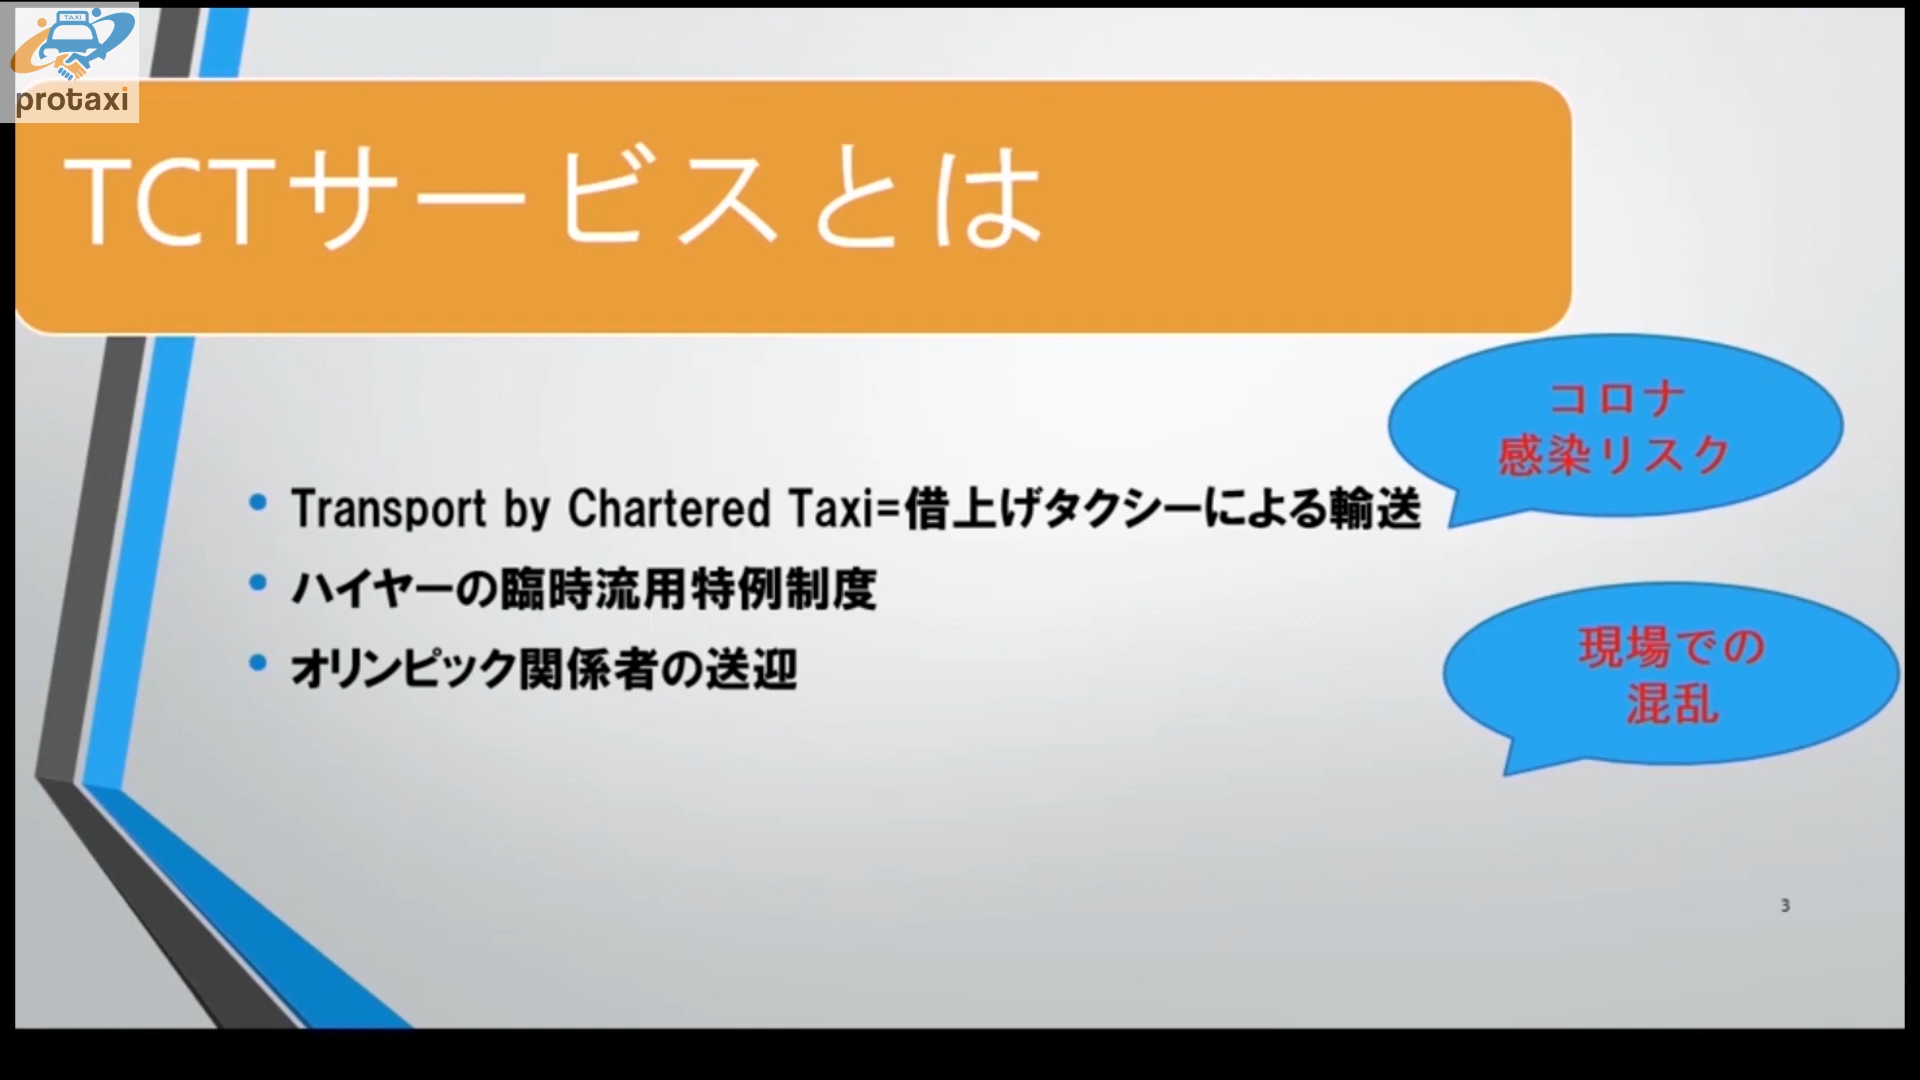 TAXI
protaxi
TCTサービスとは
コロナ
感染リスク
• Transport by Chartered Taxi=借上げタクシーによる輸送
• ハイヤーの臨時流用特例制度
• オリンピック関係者の送迎
現場での
混乱
3